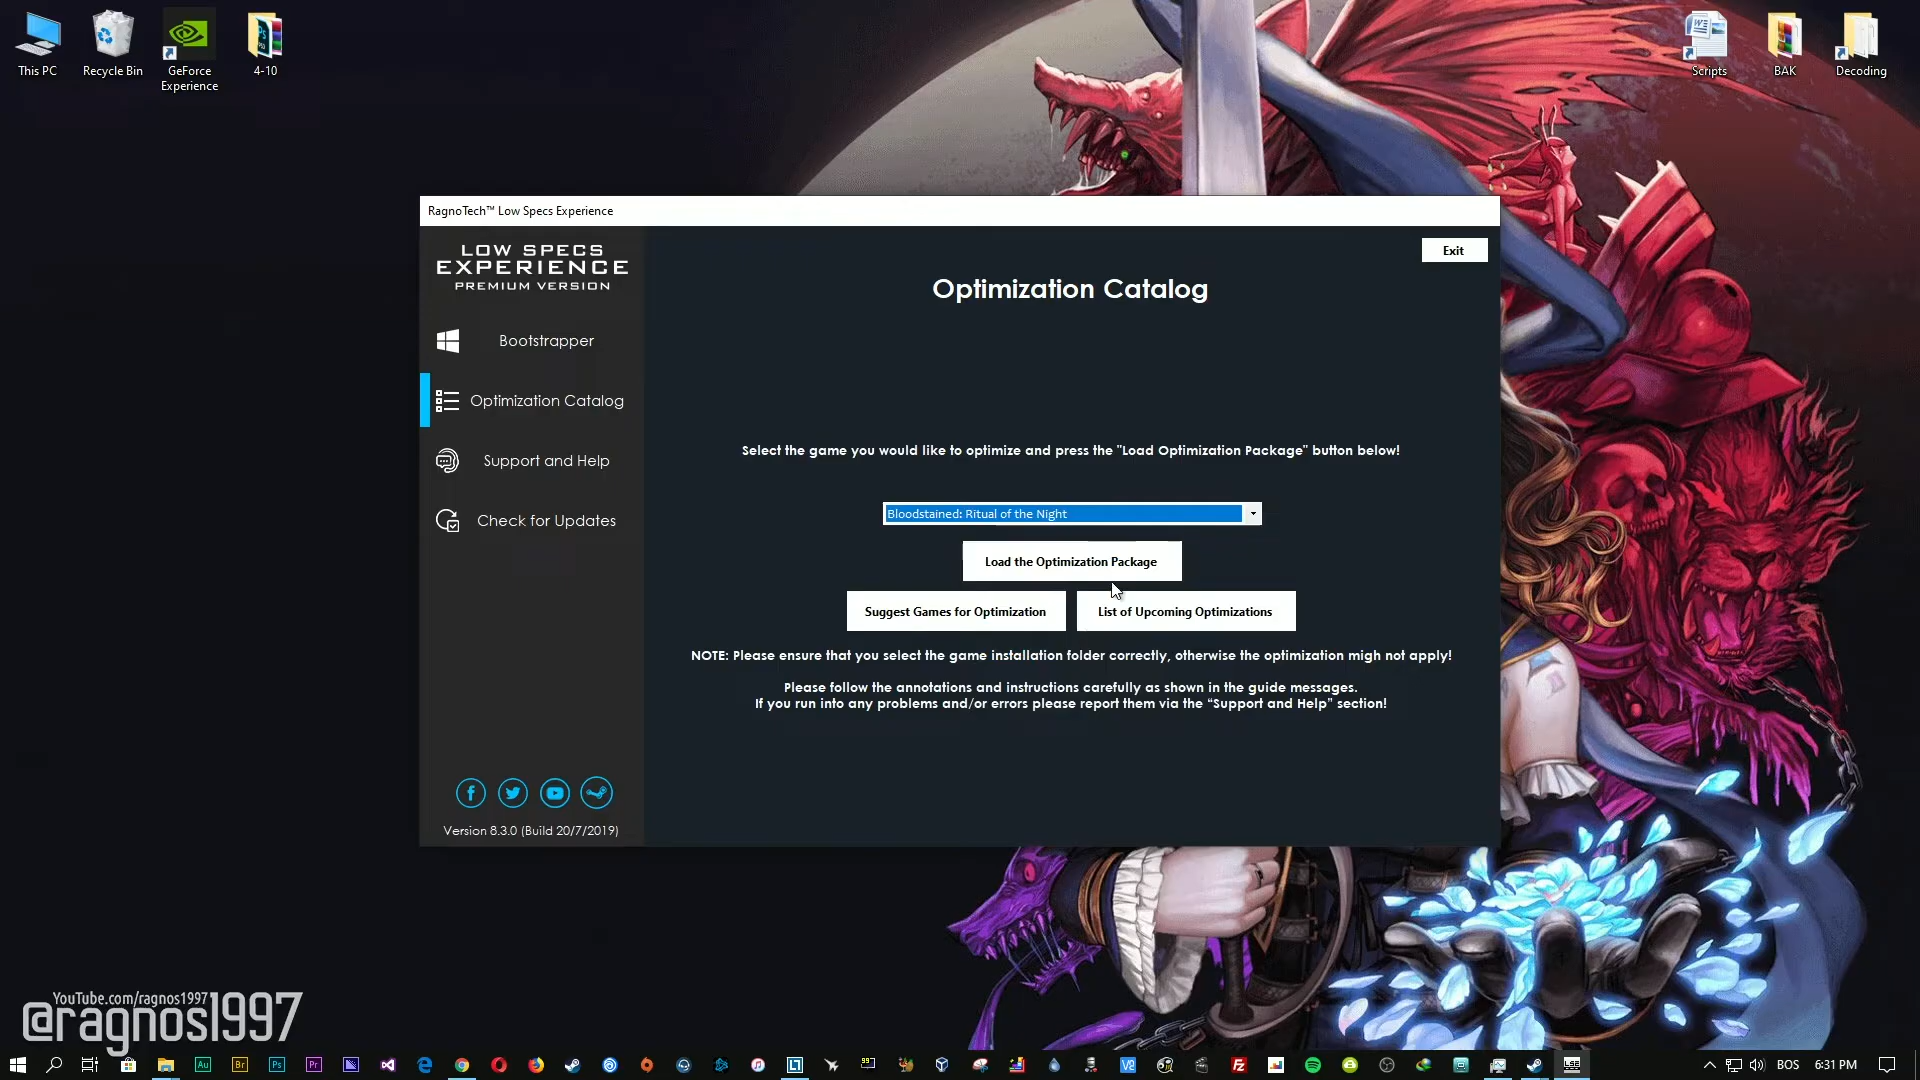 This PC
Recycle Bin
GeForce
Experience
4-10
Scripts
BAK
Decoding
RagnoTech™ Low Specs Experience
LOW SPECS
EXPERIENCE
PREMIUM VERSION
Bootstrapper
Optimization Catalog
Support and Help
Check for Updates
Version 8.3.0 (Build 20/7/2019)
Exit
Optimization Catalog
Select the game you would like to optimize and press the "Load Optimization Package" button below!
Bloodstained: Ritual of the Night
Load the Optimization Package
Suggest Games for Optimization
List of Upcoming Optimizations
NOTE: Please ensure that you select the game installation folder correctly, otherwise the optimization migh not apply!
Please follow the annotations and instructions carefully as shown in the guide messages.
If you run into any problems and/or errors please report them via the “Support and Help” section!
YouTube.com/ragnos1997
@ragnos1997
Au
Br
Ps
Pr
BOS
6:31 PM